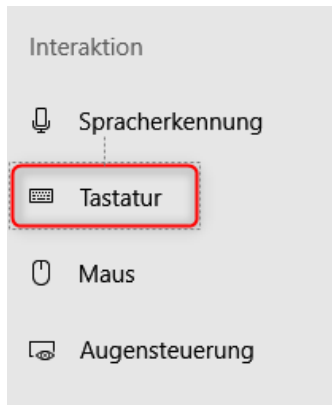 Interaktion
Spracherkennung
Tastatur
Maus
Augensteuerung